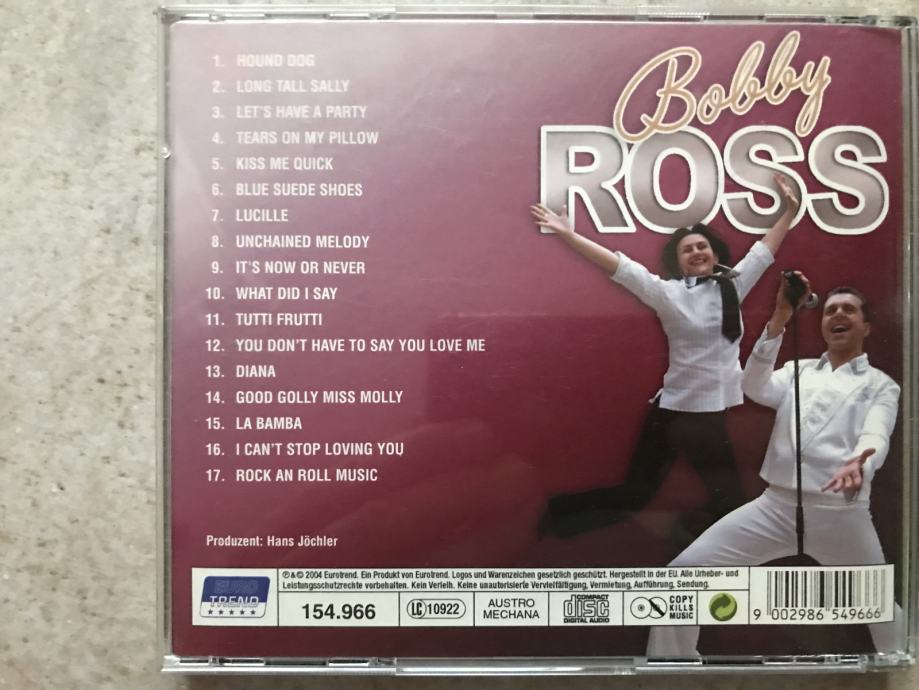 Bobby
ROSS
1. HOUND DOG
2. LONG TALL SALLY
3. LET'S HAVE A PARTY
4. TEARS ON MY PILLOW
5. KISS ME QUICK
6. BLUE SUEDE SHOES
7. LUCILLE
8. UNCHAINED MELODY
9. IT'S NOW OR NEVER
10. WHAT DID I SAY
11. TUTTI FRUTTI
12. YOU DON'T HAVE TO SAY YOU LOVE ME
13. DIANA
14. GOOD GOLLY MISS MOLLY
15. LA BAMBA
16. I CAN'T STOP LOVING YOU
17. ROCK AN ROLL MUSIC
Produzent: Hans Jöchler
EURO
TREND
℗&© 2004 Eurotrend. Ein Produkt von Eurotrend. Logos und Warenzeichen gesetzlich geschützt. Hergestellt in der EU. Alle Urheber- und
Leistungsschutzrechte vorbehalten. Kein Verleih. Keine unautorisierte Vervielfältigung, Vermietung, Aufführung, Sendung.
154.966
LC 10922
AUSTRO
MECHANA
COMPACT
disc
DIGITAL AUDIO
COPY
KILLS
MUSIC
9 002986 549666